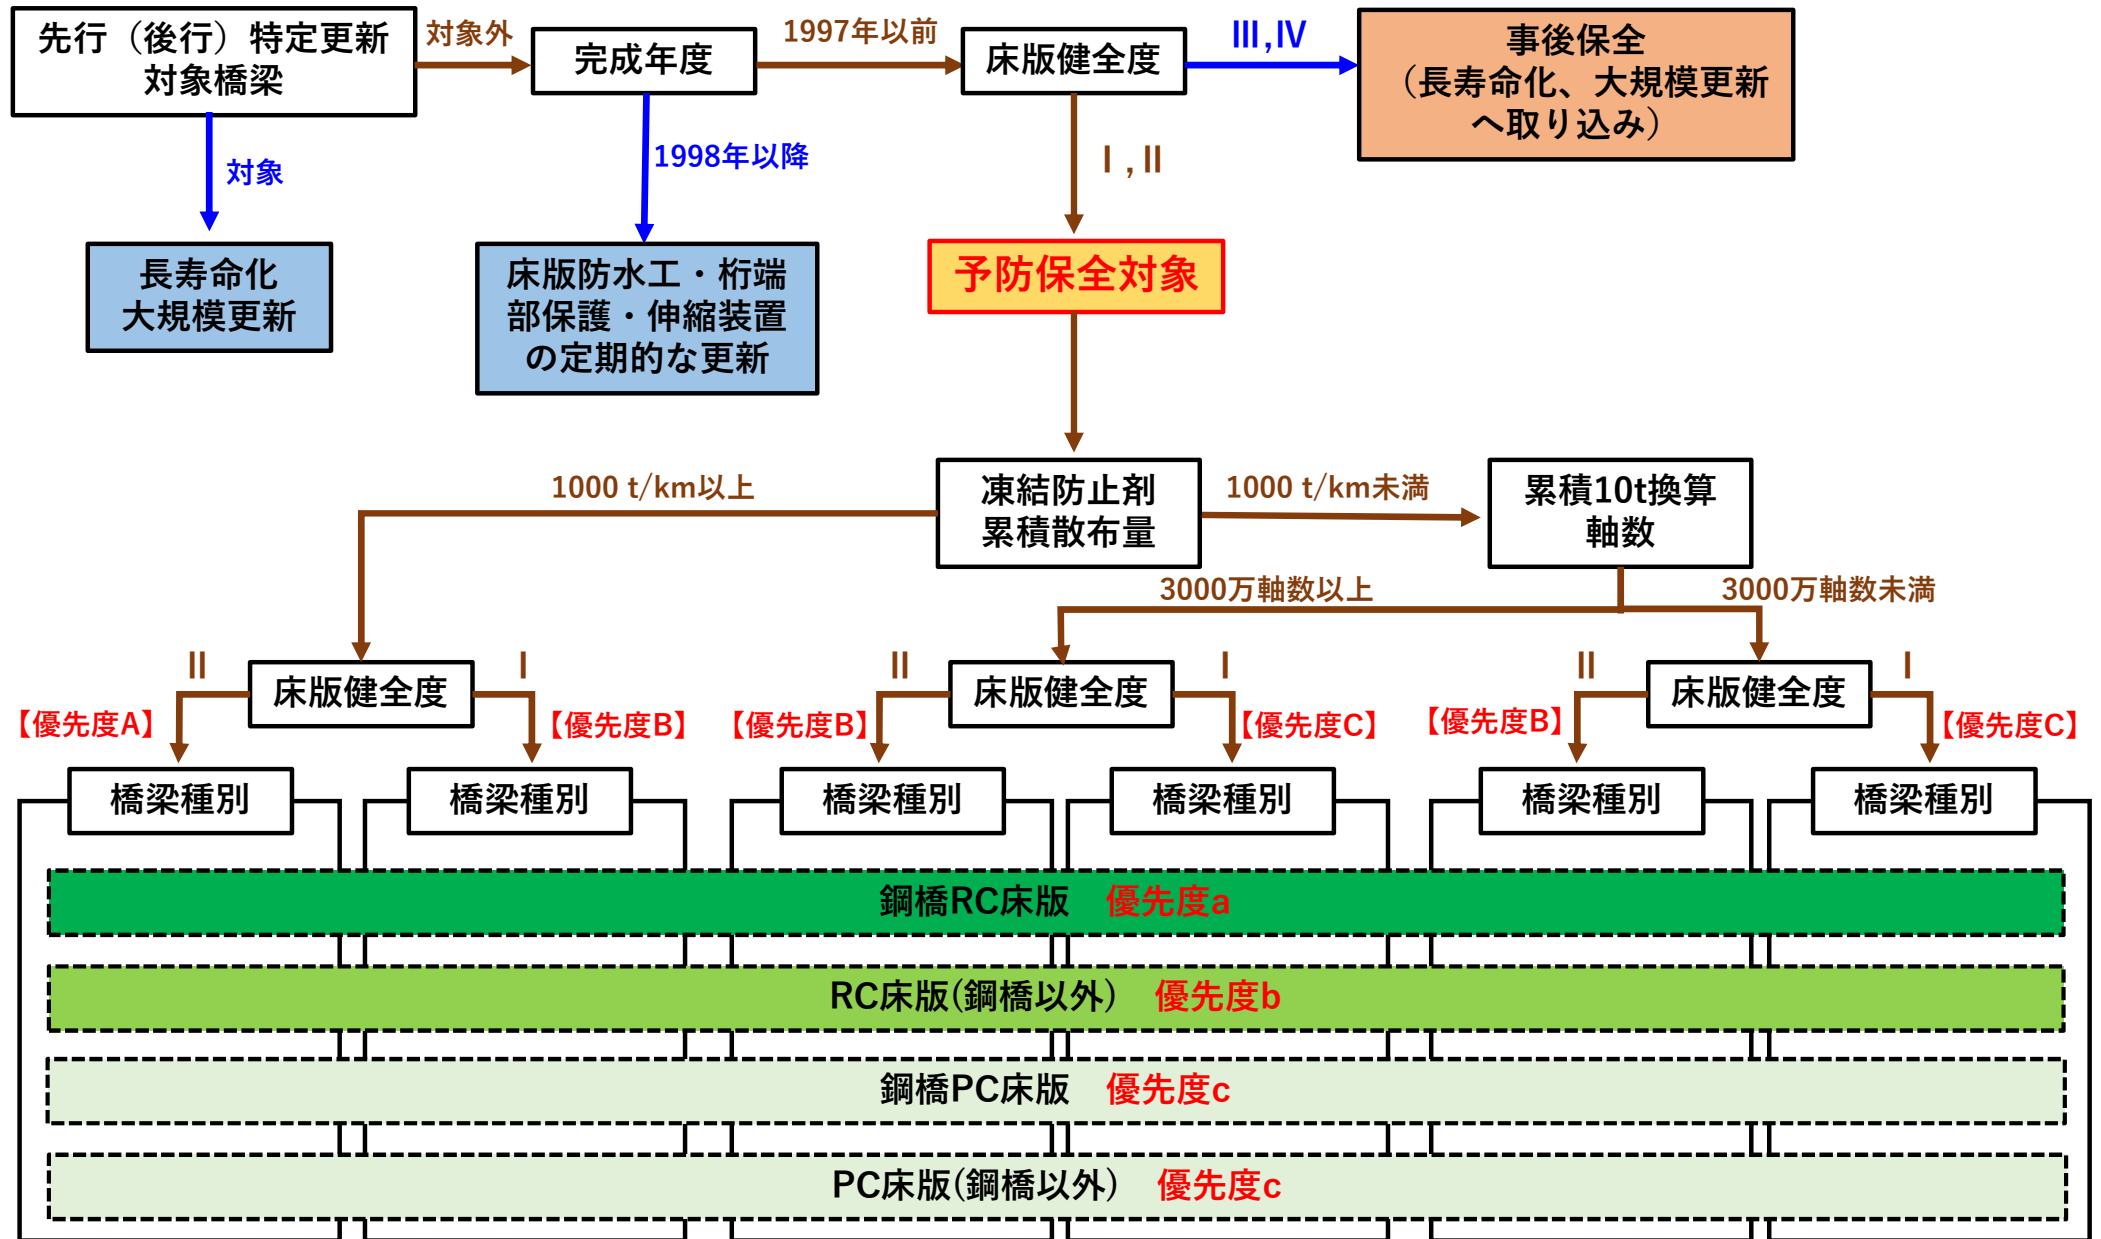 先行（後行）特定更新
対象橋梁
対象外
完成年度
1997年以前
床版健全度
III,IV
事後保全
（長寿命化、大規模更新
へ取り込み）
対象
1998年以降
I , II
長寿命化
大規模更新
床版防水工・桁端
部保護・伸縮装置
の定期的な更新
予防保全対象
1000 t/km以上
凍結防止剤
累積散布量
1000 t/km未満
累積10t換算
軸数
3000万軸数以上
3000万軸数未満
II
床版健全度
I
II
床版健全度
I
II
床版健全度
I
【優先度A】
【優先度B】
【優先度B】
【優先度C】
【優先度B】
【優先度C】
橋梁種別
橋梁種別
橋梁種別
橋梁種別
橋梁種別
橋梁種別
鋼橋RC床版　優先度a
RC床版(鋼橋以外)　優先度b
鋼橋PC床版　優先度c
PC床版(鋼橋以外)　優先度c